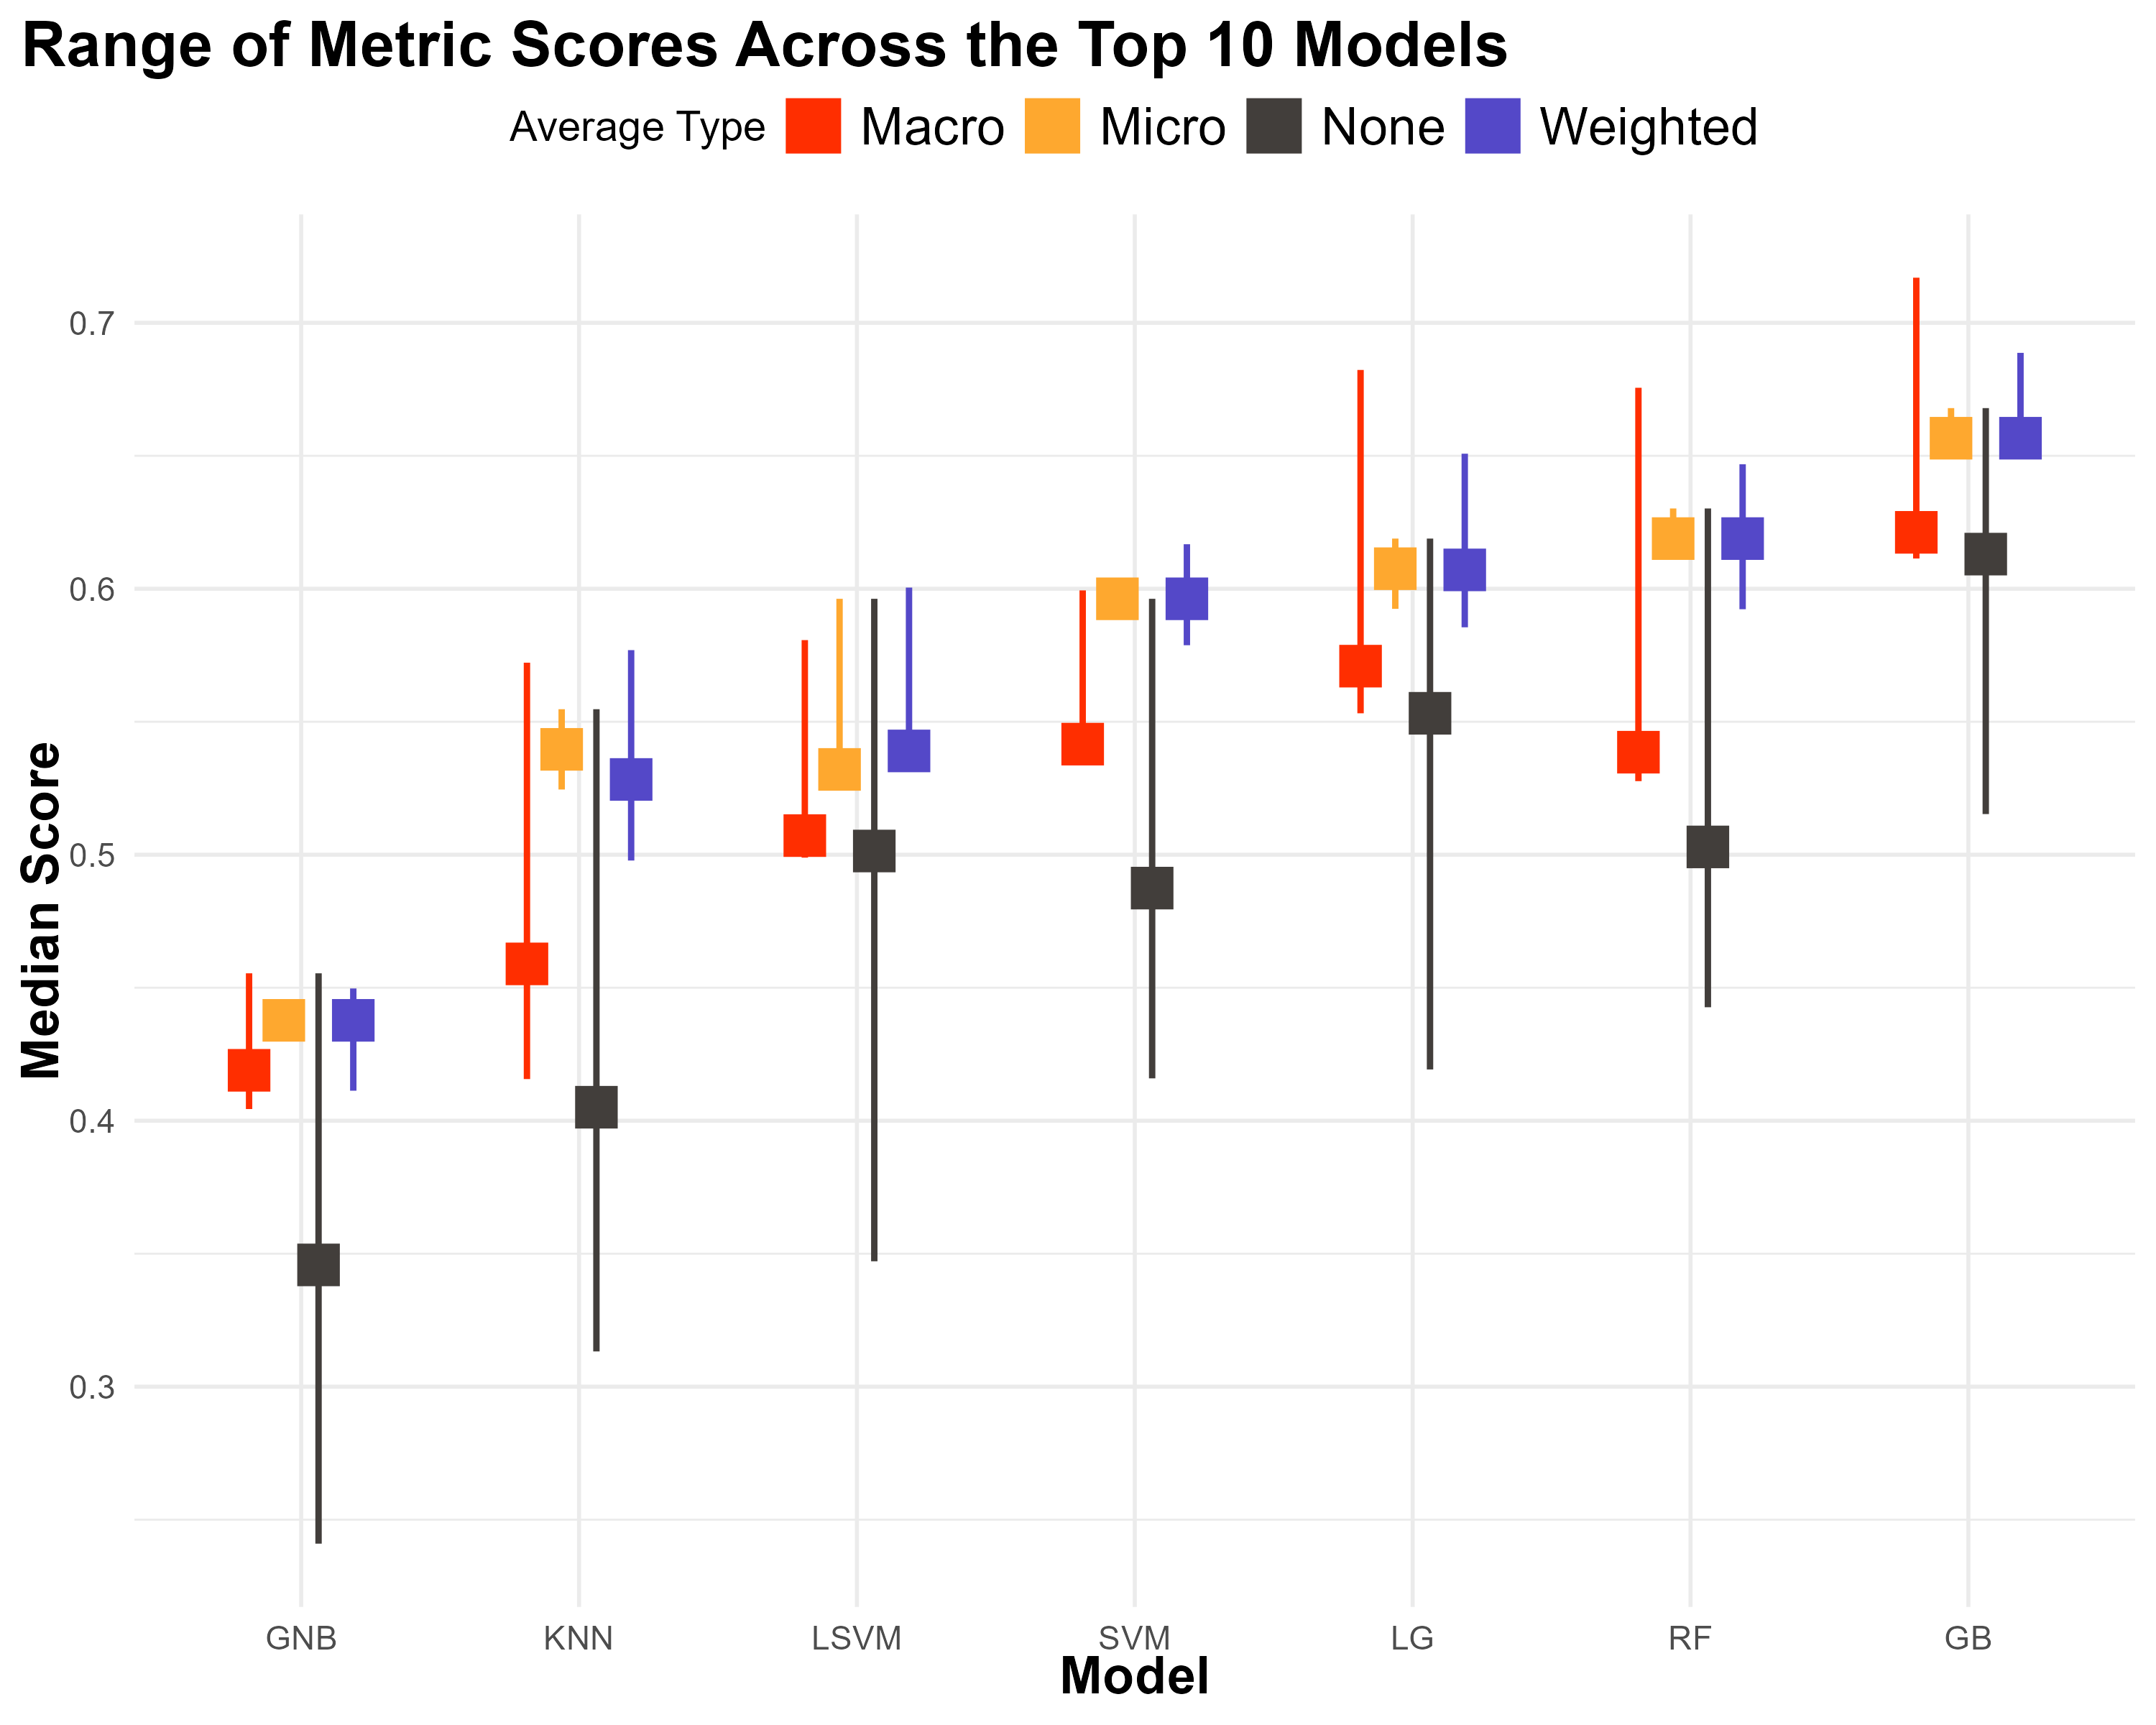 Range of Metric Scores Across the Top 10 Models
Average Type Macro Micro None Weighted
Median Score
0.7
0.6
0.5
0.4
0.3
GNB KNN LSVM SVM LG RF GB
Model